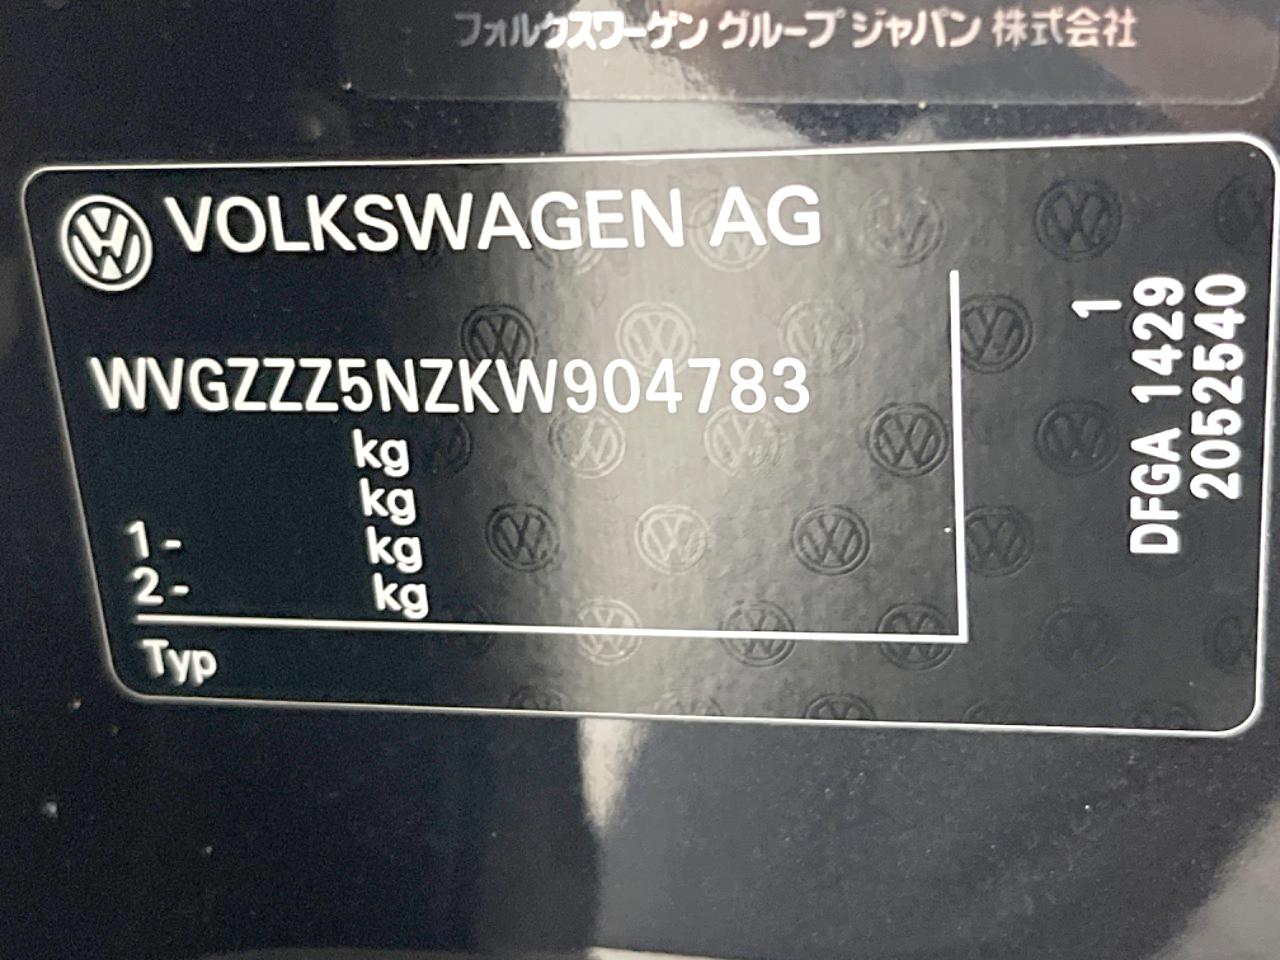 フォルクスワーゲン グループ ジャパン 株式会社
VOLKSWAGEN AG
WVGZZZ5NZKW904783
kg
kg
1 - kg
2 - kg
Typ
1
DFGA 1429
2052540